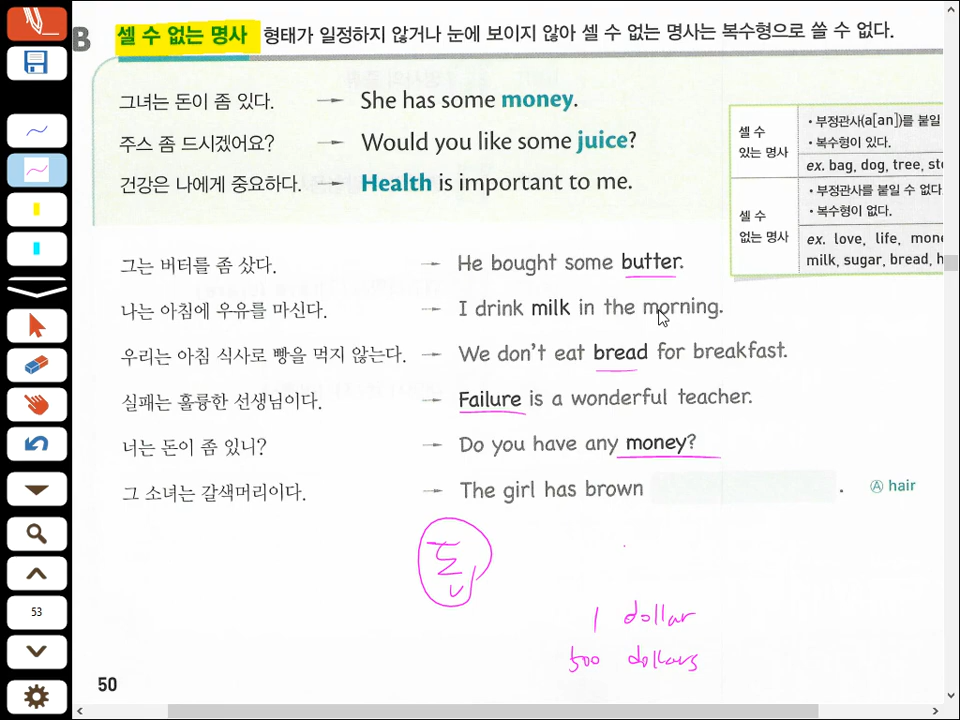 B 셀 수 없는 명사 형태가 일정하지 않거나 눈에 보이지 않아 셀 수 없는 명사는 복수형으로 쓸 수 없다.
그녀는 돈이 좀 있다. → She has some money.
주스 좀 드시겠어요? → Would you like some juice?
건강은 나에게 중요하다. → Health is important to me.
셀 수 있는 명사
• 부정관사(a[an])를 붙일
• 복수형이 있다.
ex. bag, dog, tree, sto
셀 수 없는 명사
• 부정관사를 붙일 수 없다
• 복수형이 없다.
ex. love, life, mone
milk, sugar, bread, h
그는 버터를 좀 샀다. → He bought some butter.
나는 아침에 우유를 마신다. → I drink milk in the morning.
우리는 아침 식사로 빵을 먹지 않는다. → We don't eat bread for breakfast.
실패는 훌륭한 선생님이다. → Failure is a wonderful teacher.
너는 돈이 좀 있니? → Do you have any money?
그 소녀는 갈색머리이다. → The girl has brown . Ⓐ hair
돈
1 dollar
500 dollars
50
53